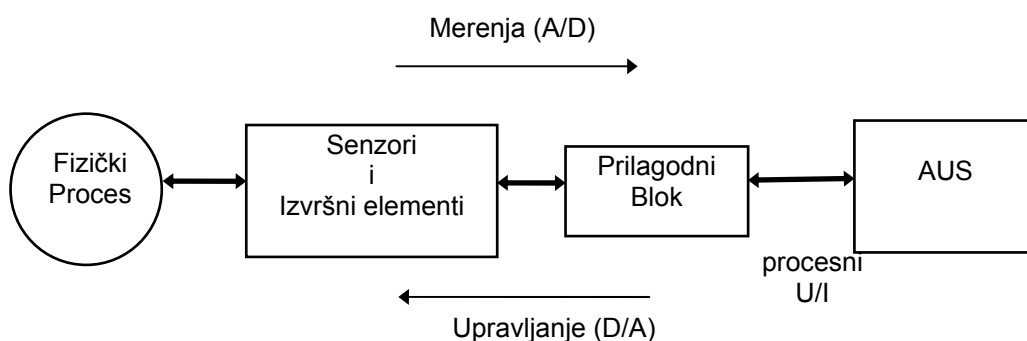 Merenja (A/D)
Fizički
Proces
Senzori
i
Izvršni elementi
Prilagodni
Blok
AUS
procesni
U/I
Upravljanje (D/A)